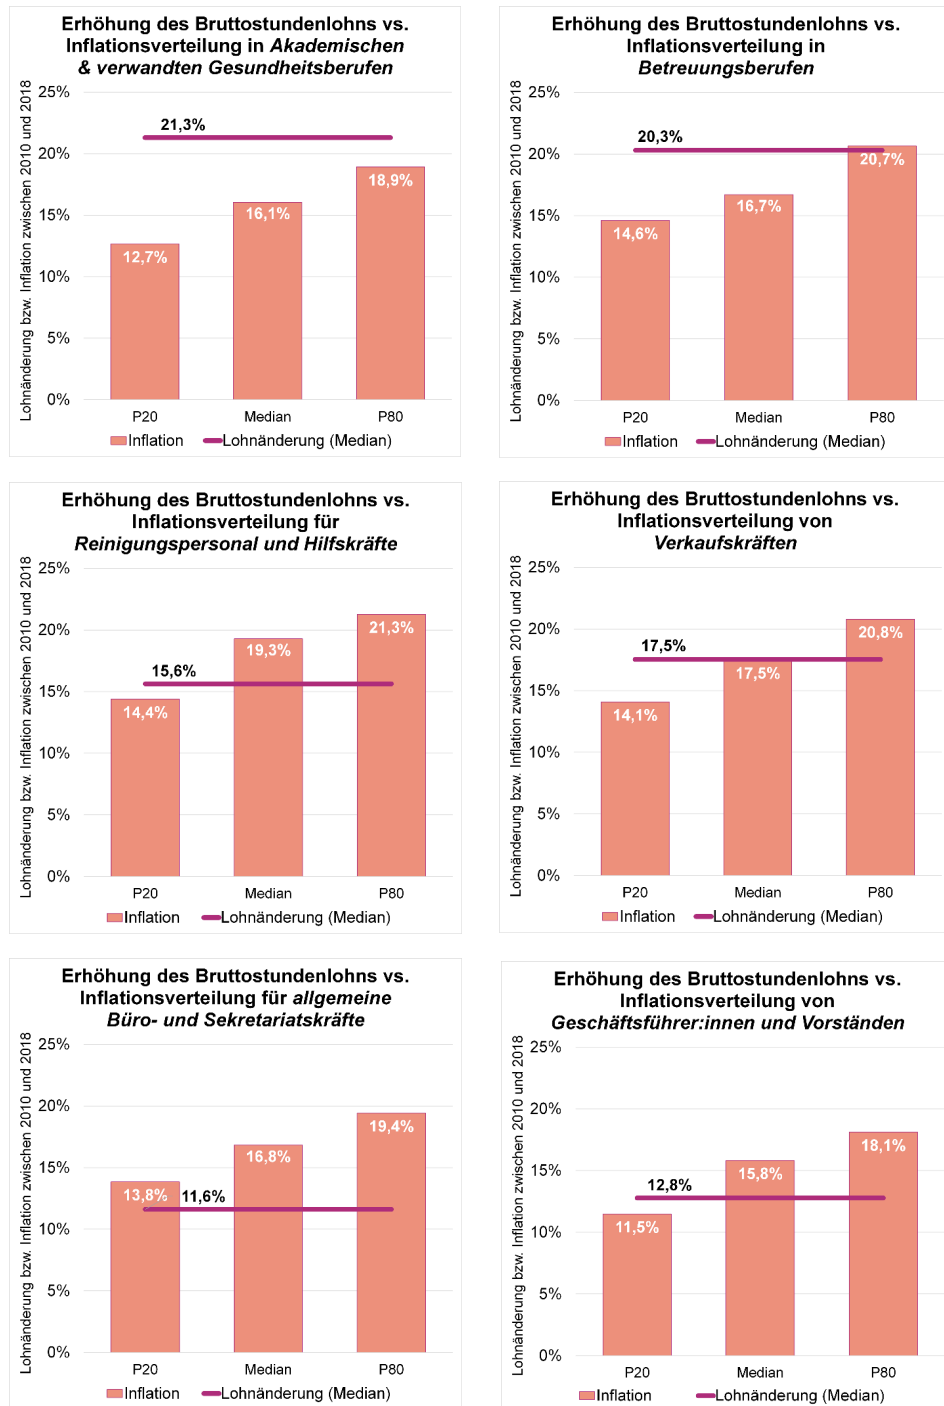 Erhöhung des Bruttostundenlohns vs.
Inflationsverteilung in Akademischen
& verwandten Gesundheitsberufen
Lohnänderung bzw. Inflation zwischen 2010 und 2018
25%
20%
15%
10%
5%
0%
21,3%
12,7%
16,1%
18,9%
P20 Median P80
Inflation Lohnänderung (Median)
Erhöhung des Bruttostundenlohns vs.
Inflationsverteilung in
Betreuungsberufen
Lohnänderung bzw. Inflation zwischen 2010 und 2018
25%
20%
15%
10%
5%
0%
20,3%
14,6%
16,7%
20,7%
P20 Median P80
Inflation Lohnänderung (Median)
Erhöhung des Bruttostundenlohns vs.
Inflationsverteilung für
Reinigungspersonal und Hilfskräfte
Lohnänderung bzw. Inflation zwischen 2010 und 2018
25%
20%
15%
10%
5%
0%
15,6%
14,4%
19,3%
21,3%
P20 Median P80
Inflation Lohnänderung (Median)
Erhöhung des Bruttostundenlohns vs.
Inflationsverteilung von
Verkaufskräften
Lohnänderung bzw. Inflation zwischen 2010 und 2018
25%
20%
15%
10%
5%
0%
17,5%
14,1%
17,5%
20,8%
P20 Median P80
Inflation Lohnänderung (Median)
Erhöhung des Bruttostundenlohns vs.
Inflationsverteilung für allgemeine
Büro- und Sekretariatskräfte
Lohnänderung bzw. Inflation zwischen 2010 und 2018
25%
20%
15%
10%
5%
0%
13,8%
11,6%
16,8%
19,4%
P20 Median P80
Inflation Lohnänderung (Median)
Erhöhung des Bruttostundenlohns vs.
Inflationsverteilung von
Geschäftsführer:innen und Vorständen
Lohnänderung bzw. Inflation zwischen 2010 und 2018
25%
20%
15%
10%
5%
0%
12,8%
11,5%
15,8%
18,1%
P20 Median P80
Inflation Lohnänderung (Median)